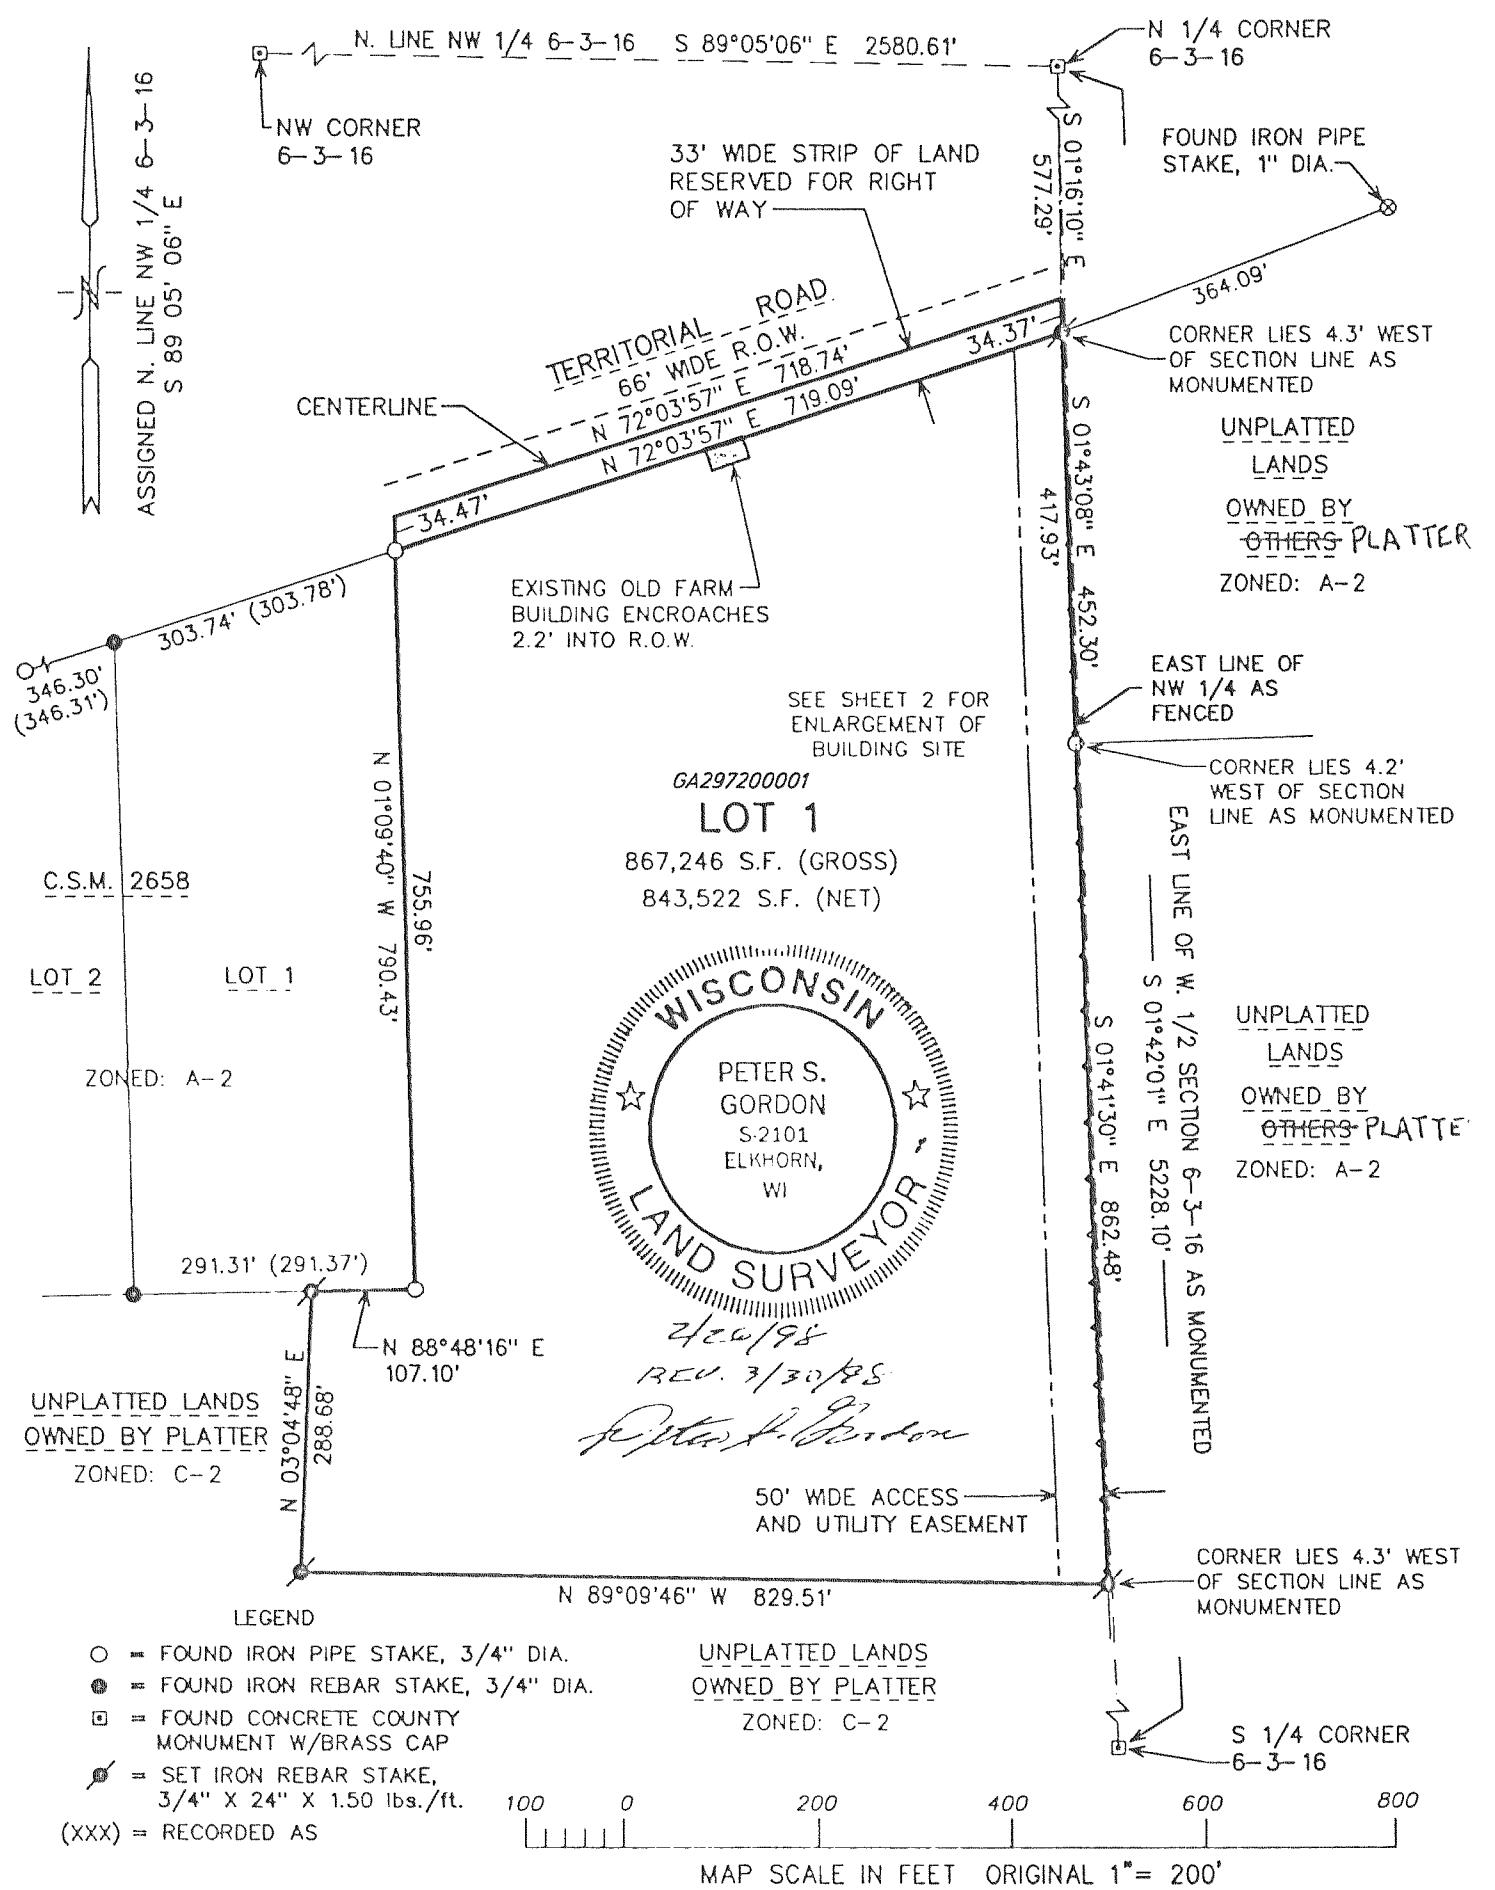 N. LINE NW 1/4 6-3-16 S 89°05'06" E 2580.61'
N 1/4 CORNER
6-3-16
NW CORNER
6-3-16
ASSIGNED N. LINE NW 1/4 6-3-16
S 89 05' 06" E
N
S 01°16'10" E
577.29'
33' WIDE STRIP OF LAND
RESERVED FOR RIGHT
OF WAY
FOUND IRON PIPE
STAKE, 1" DIA.
364.09'
TERRITORIAL ROAD
66' WIDE R.O.W.
N 72°03'57" E 718.74'
N 72°03'57" E 719.09'
34.37'
CENTERLINE
34.47'
CORNER LIES 4.3' WEST
OF SECTION LINE AS
MONUMENTED
UNPLATTED
LANDS
OWNED BY
OTHERS PLATTER
ZONED: A-2
S 01°43'08" E 452.30'
417.93'
EXISTING OLD FARM
BUILDING ENCROACHES
2.2' INTO R.O.W.
303.74' (303.78')
346.30'
(346.31')
EAST LINE OF
NW 1/4 AS
FENCED
SEE SHEET 2 FOR
ENLARGEMENT OF
BUILDING SITE
CORNER LIES 4.2'
WEST OF SECTION
LINE AS MONUMENTED
GA297200001
LOT 1
867,246 S.F. (GROSS)
843,522 S.F. (NET)
N 01°09'40" W 790.43'
755.96'
C.S.M. 2658
LOT 2
LOT 1
ZONED: A-2
EAST LINE OF W. 1/2 SECTION 6-3-16 AS MONUMENTED
S 01°42'01" E 5228.10'
S 01°41'30" E 862.48'
WISCONSIN
PETER S.
GORDON
S-2101
ELKHORN,
WI
LAND SURVEYOR
UNPLATTED
LANDS
OWNED BY
OTHERS PLATTE
ZONED: A-2
291.31' (291.37')
N 88°48'16" E
107.10'
2/26/98
REV. 3/30/98
Peter S. Gordon
UNPLATTED LANDS
OWNED BY PLATTER
ZONED: C-2
N 03°04'48" E
288.68'
50' WIDE ACCESS
AND UTILITY EASEMENT
N 89°09'46" W 829.51'
CORNER LIES 4.3' WEST
OF SECTION LINE AS
MONUMENTED
LEGEND
= FOUND IRON PIPE STAKE, 3/4" DIA.
= FOUND IRON REBAR STAKE, 3/4" DIA.
= FOUND CONCRETE COUNTY
MONUMENT W/BRASS CAP
= SET IRON REBAR STAKE,
3/4" X 24" X 1.50 lbs./ft.
(XXX) = RECORDED AS
UNPLATTED LANDS
OWNED BY PLATTER
ZONED: C-2
S 1/4 CORNER
6-3-16
100 0 200 400 600 800
MAP SCALE IN FEET ORIGINAL 1"= 200'